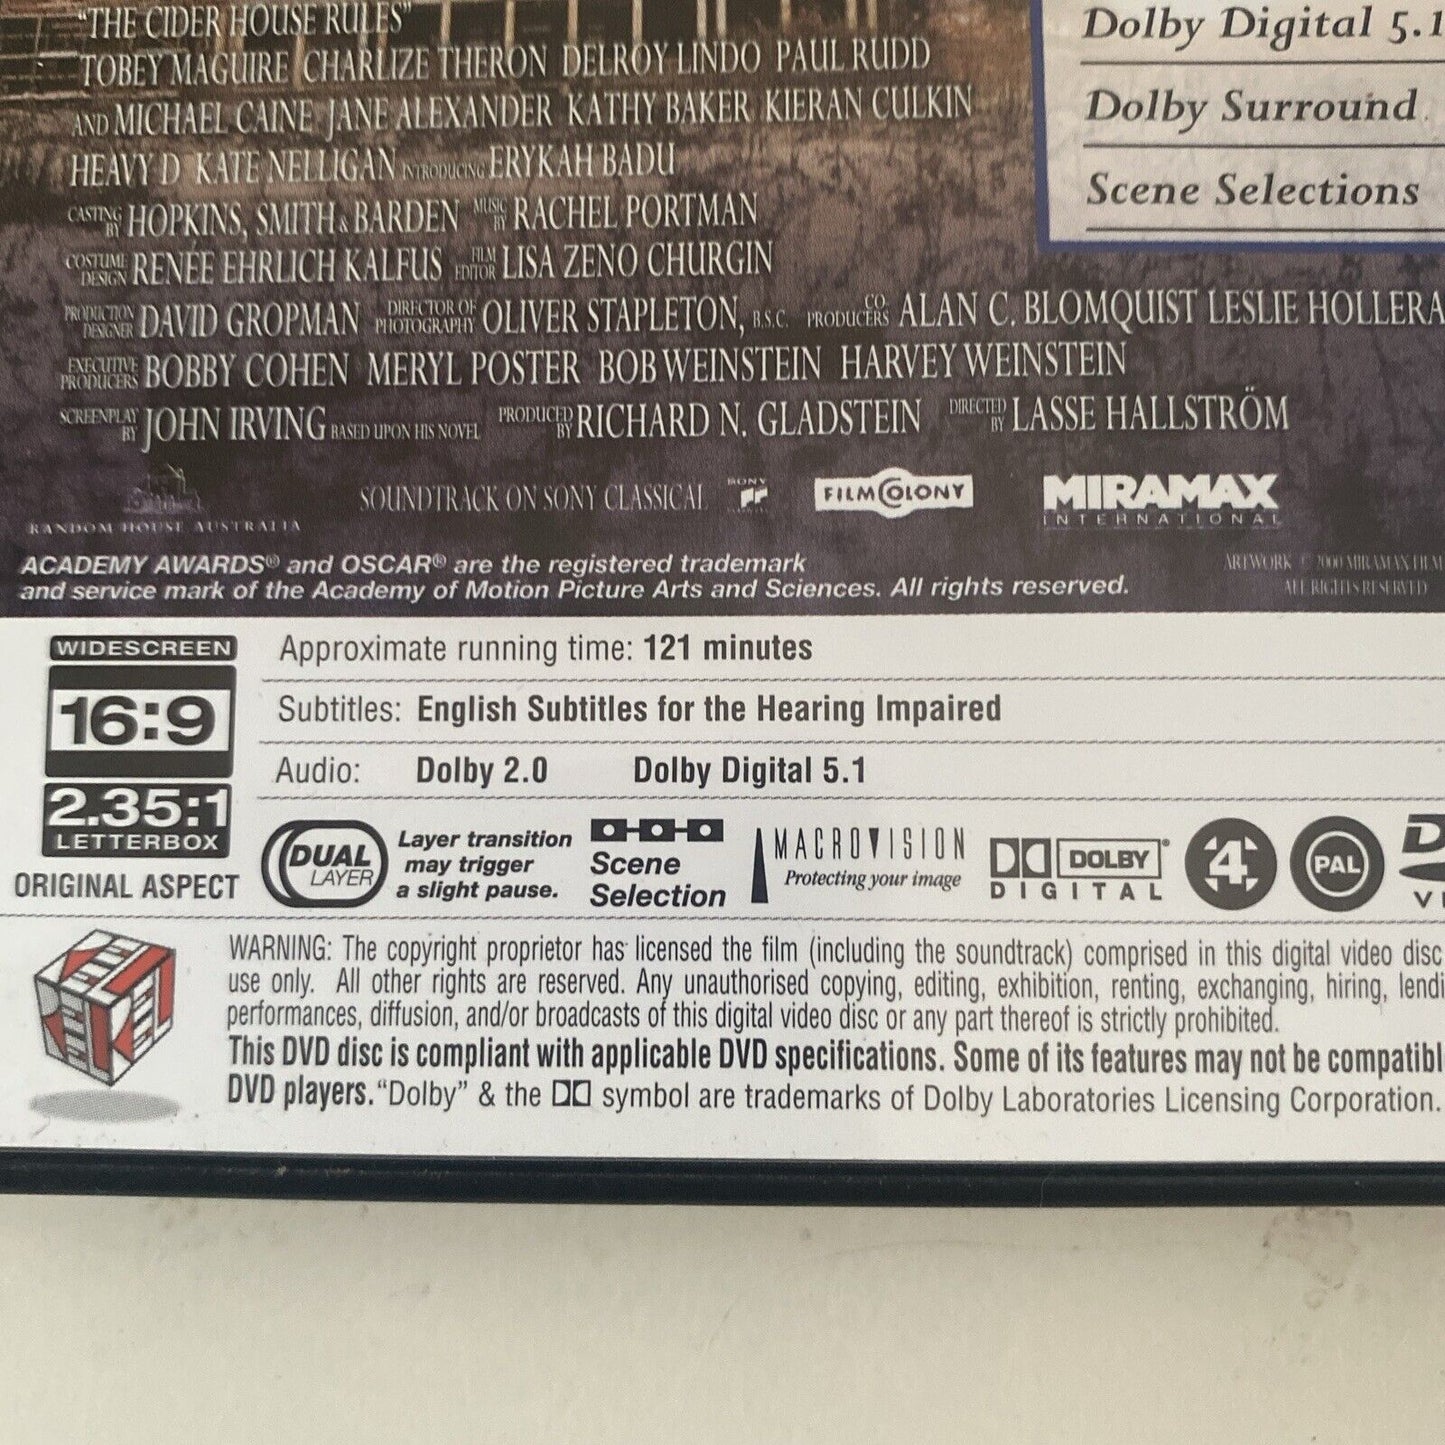 "THE CIDER HOUSE RULES"
TOBEY MAGUIRE CHARLIZE THERON DELROY LINDO PAUL RUDD
AND MICHAEL CAINE JANE ALEXANDER KATHY BAKER KIERAN CULKIN
HEAVY D KATE NELLIGAN INTRODUCING ERYKAH BADU
CASTING BY HOPKINS, SMITH & BARDEN MUSIC BY RACHEL PORTMAN
COSTUME DESIGN RENÉE EHRLICH KALFUS FILM EDITOR LISA ZENO CHURGIN
PRODUCTION DESIGNER DAVID GROPMAN DIRECTOR OF PHOTOGRAPHY OLIVER STAPLETON, B.S.C. CO-PRODUCERS ALAN C. BLOMQUIST LESLIE HOLLERA
EXECUTIVE PRODUCERS BOBBY COHEN MERYL POSTER BOB WEINSTEIN HARVEY WEINSTEIN
SCREENPLAY BY JOHN IRVING BASED UPON HIS NOVEL PRODUCED BY RICHARD N. GLADSTEIN DIRECTED BY LASSE HALLSTRÖM
Dolby Digital 5.1
Dolby Surround
Scene Selections
RANDOM HOUSE AUSTRALIA
SOUNDTRACK ON SONY CLASSICAL
SONY
FILMCOLONY
MIRAMAX
INTERNATIONAL
ACADEMY AWARDS® and OSCAR® are the registered trademark
and service mark of the Academy of Motion Picture Arts and Sciences. All rights reserved.
ARTWORK © 2000 MIRAMAX FILM
ALL RIGHTS RESERVED
WIDESCREEN
16:9
2.35:1
LETTERBOX
ORIGINAL ASPECT
Approximate running time: 121 minutes
Subtitles: English Subtitles for the Hearing Impaired
Audio: Dolby 2.0 Dolby Digital 5.1
DUAL
LAYER
Layer transition
may trigger
a slight pause.
Scene
Selection
MACROVISION
Protecting your image
DOLBY
DIGITAL
4
PAL
WARNING: The copyright proprietor has licensed the film (including the soundtrack) comprised in this digital video disc
use only. All other rights are reserved. Any unauthorised copying, editing, exhibition, renting, exchanging, hiring, lendi
performances, diffusion, and/or broadcasts of this digital video disc or any part thereof is strictly prohibited.
This DVD disc is compliant with applicable DVD specifications. Some of its features may not be compatibl
DVD players. "Dolby" & the symbol are trademarks of Dolby Laboratories Licensing Corporation.